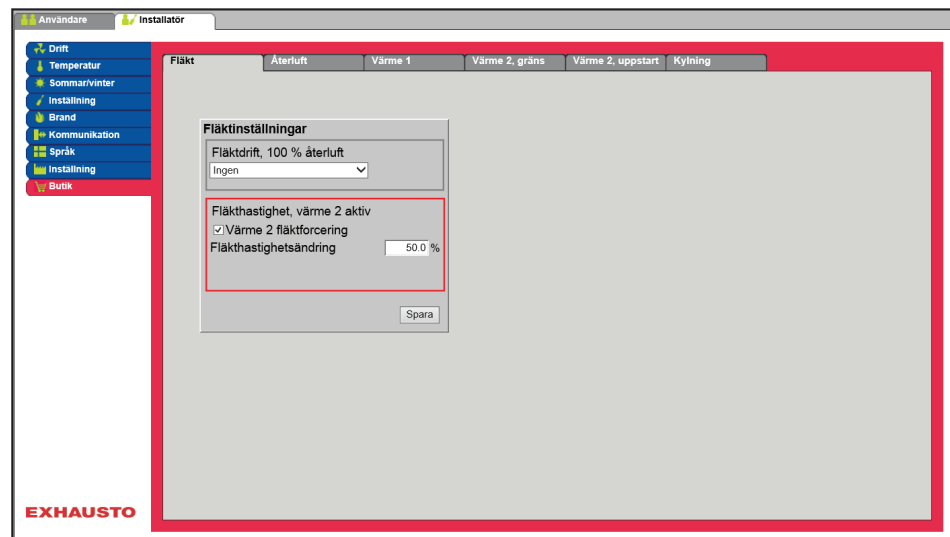 Användare
Installatör
Drift
Temperatur
Sommar/vinter
Inställning
Brand
Kommunikation
Språk
Inställning
Butik
Fläkt
Återluft
Värme 1
Värme 2, gräns
Värme 2, uppstart
Kylning
Fläktinställningar
Fläktdrift, 100 % återluft
Ingen
Fläkthastighet, värme 2 aktiv
Värme 2 fläktforcering
Fläkthastighetsändring 50.0 %
Spara
EXHAUSTO